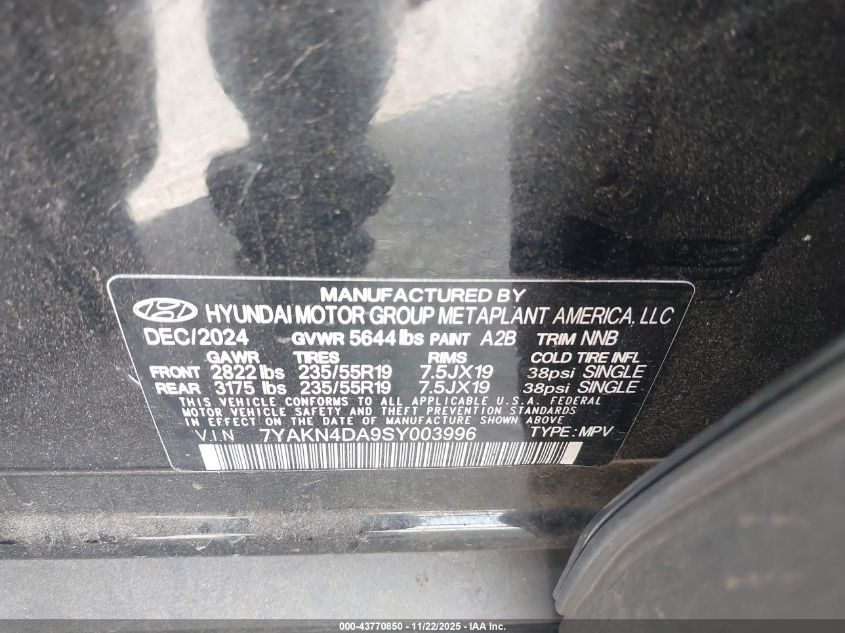 MANUFACTURED BY
HYUNDAI MOTOR GROUP METAPLANT AMERICA, LLC
DEC/2024 GVWR 5644 lbs PAINT A2B TRIM NNB
GAWR TIRES RIMS COLD TIRE INFL
FRONT 2822 lbs 235/55R19 7.5JX19 38psi SINGLE
REAR 3175 lbs 235/55R19 7.5JX19 38psi SINGLE
THIS VEHICLE CONFORMS TO ALL APPLICABLE U.S.A. FEDERAL
MOTOR VEHICLE SAFETY AND THEFT PREVENTION STANDARDS
IN EFFECT ON THE DATE OF MANUFACTURE SHOWN ABOVE
V.I.N 7YAKN4DA9SY003996 TYPE: MPV
000-43770850 - 11/22/2025 - IAA Inc.